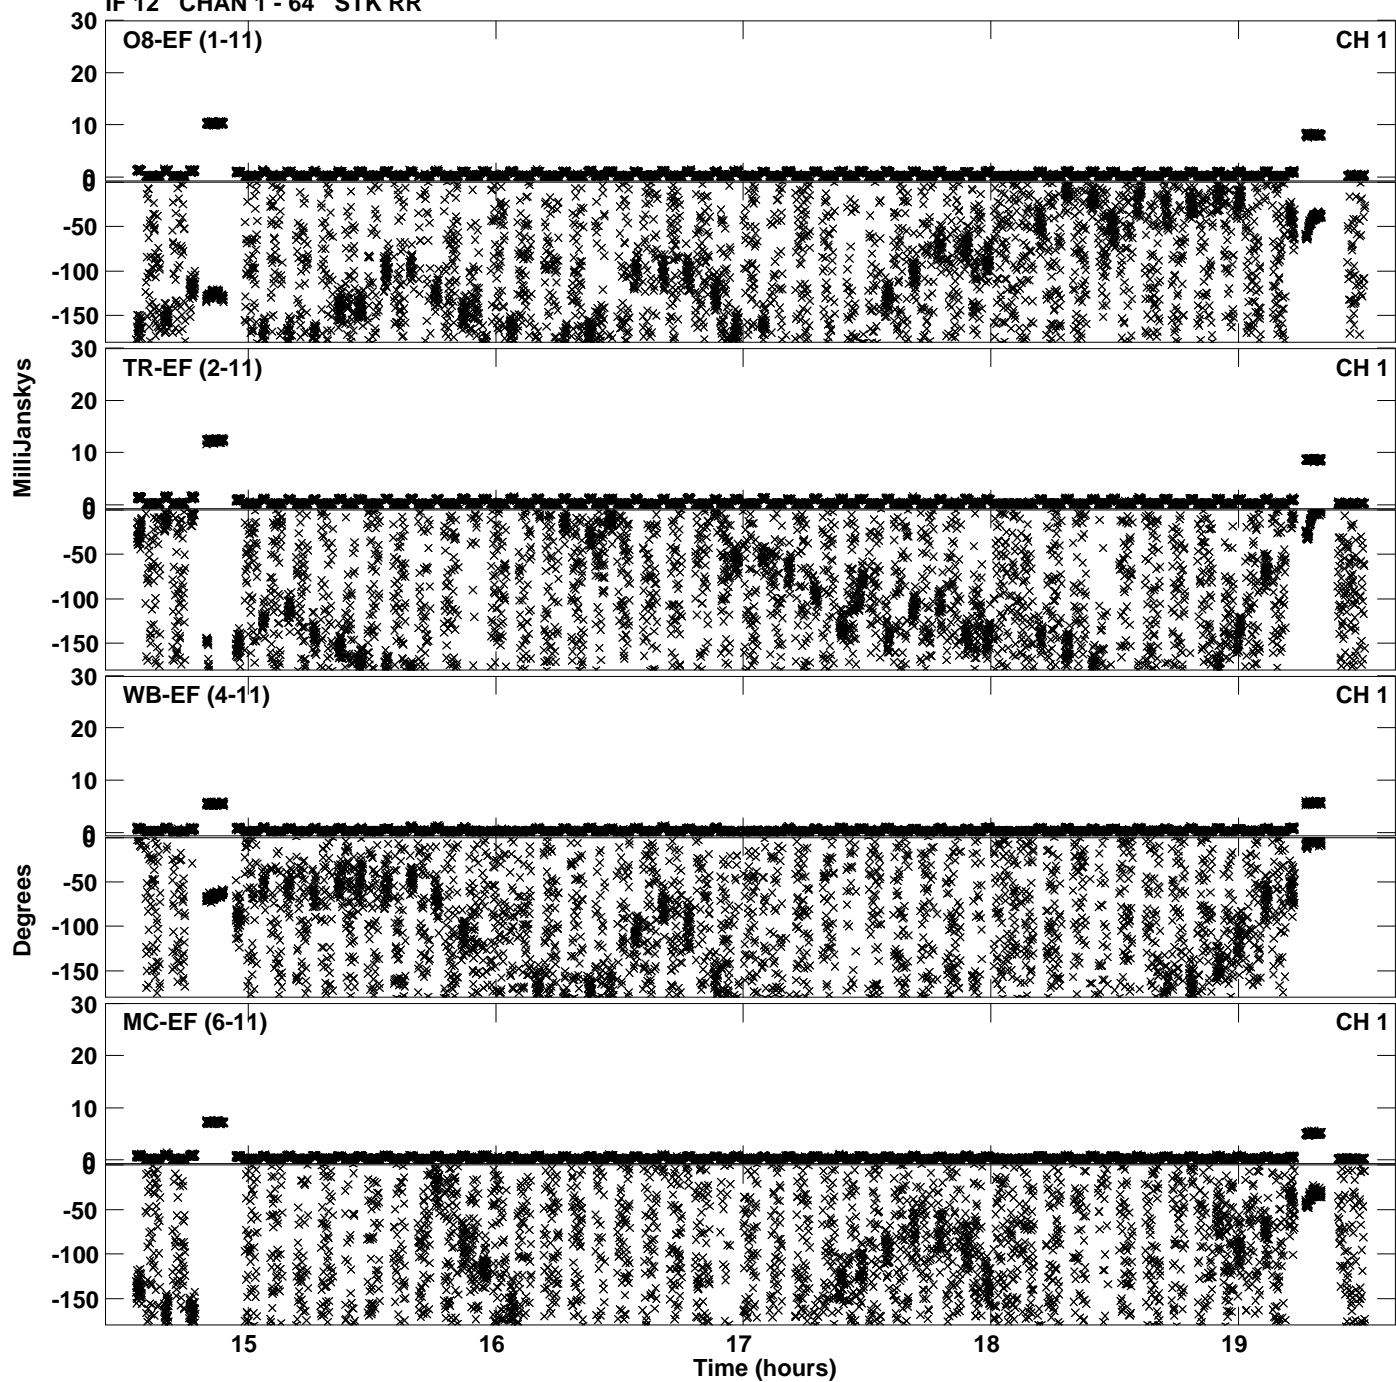 IF 12 CHAN 1 - 64 STK RR
30
O8-EF (1-11)
CH 1
20
10
0
0
-50
-100
-150
30
TR-EF (2-11)
CH 1
20
10
0
0
-50
-100
-150
30
WB-EF (4-11)
CH 1
20
10
0
0
-50
-100
-150
30
MC-EF (6-11)
CH 1
20
10
0
0
-50
-100
-150
MilliJanskys
Degrees
15 16 17 18 19
Time (hours)